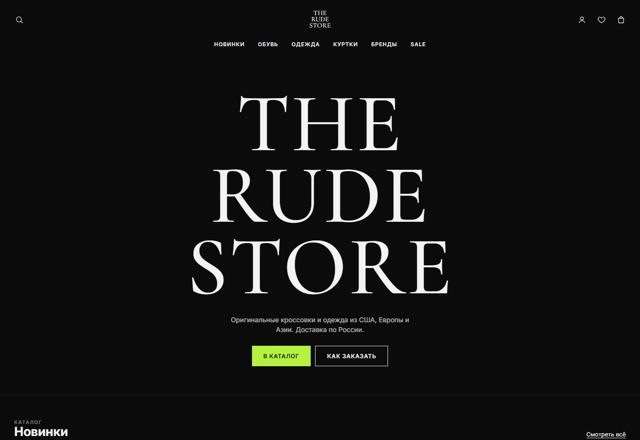 THE
RUDE
STORE
НОВИНКИ ОБУВЬ ОДЕЖДА КУРТКИ БРЕНДЫ SALE
THE
RUDE
STORE
Оригинальные кроссовки и одежда из США, Европы и
Азии. Доставка по России.
В КАТАЛОГ КАК ЗАКАЗАТЬ
КАТАЛОГ
Новинки
Смотреть всё